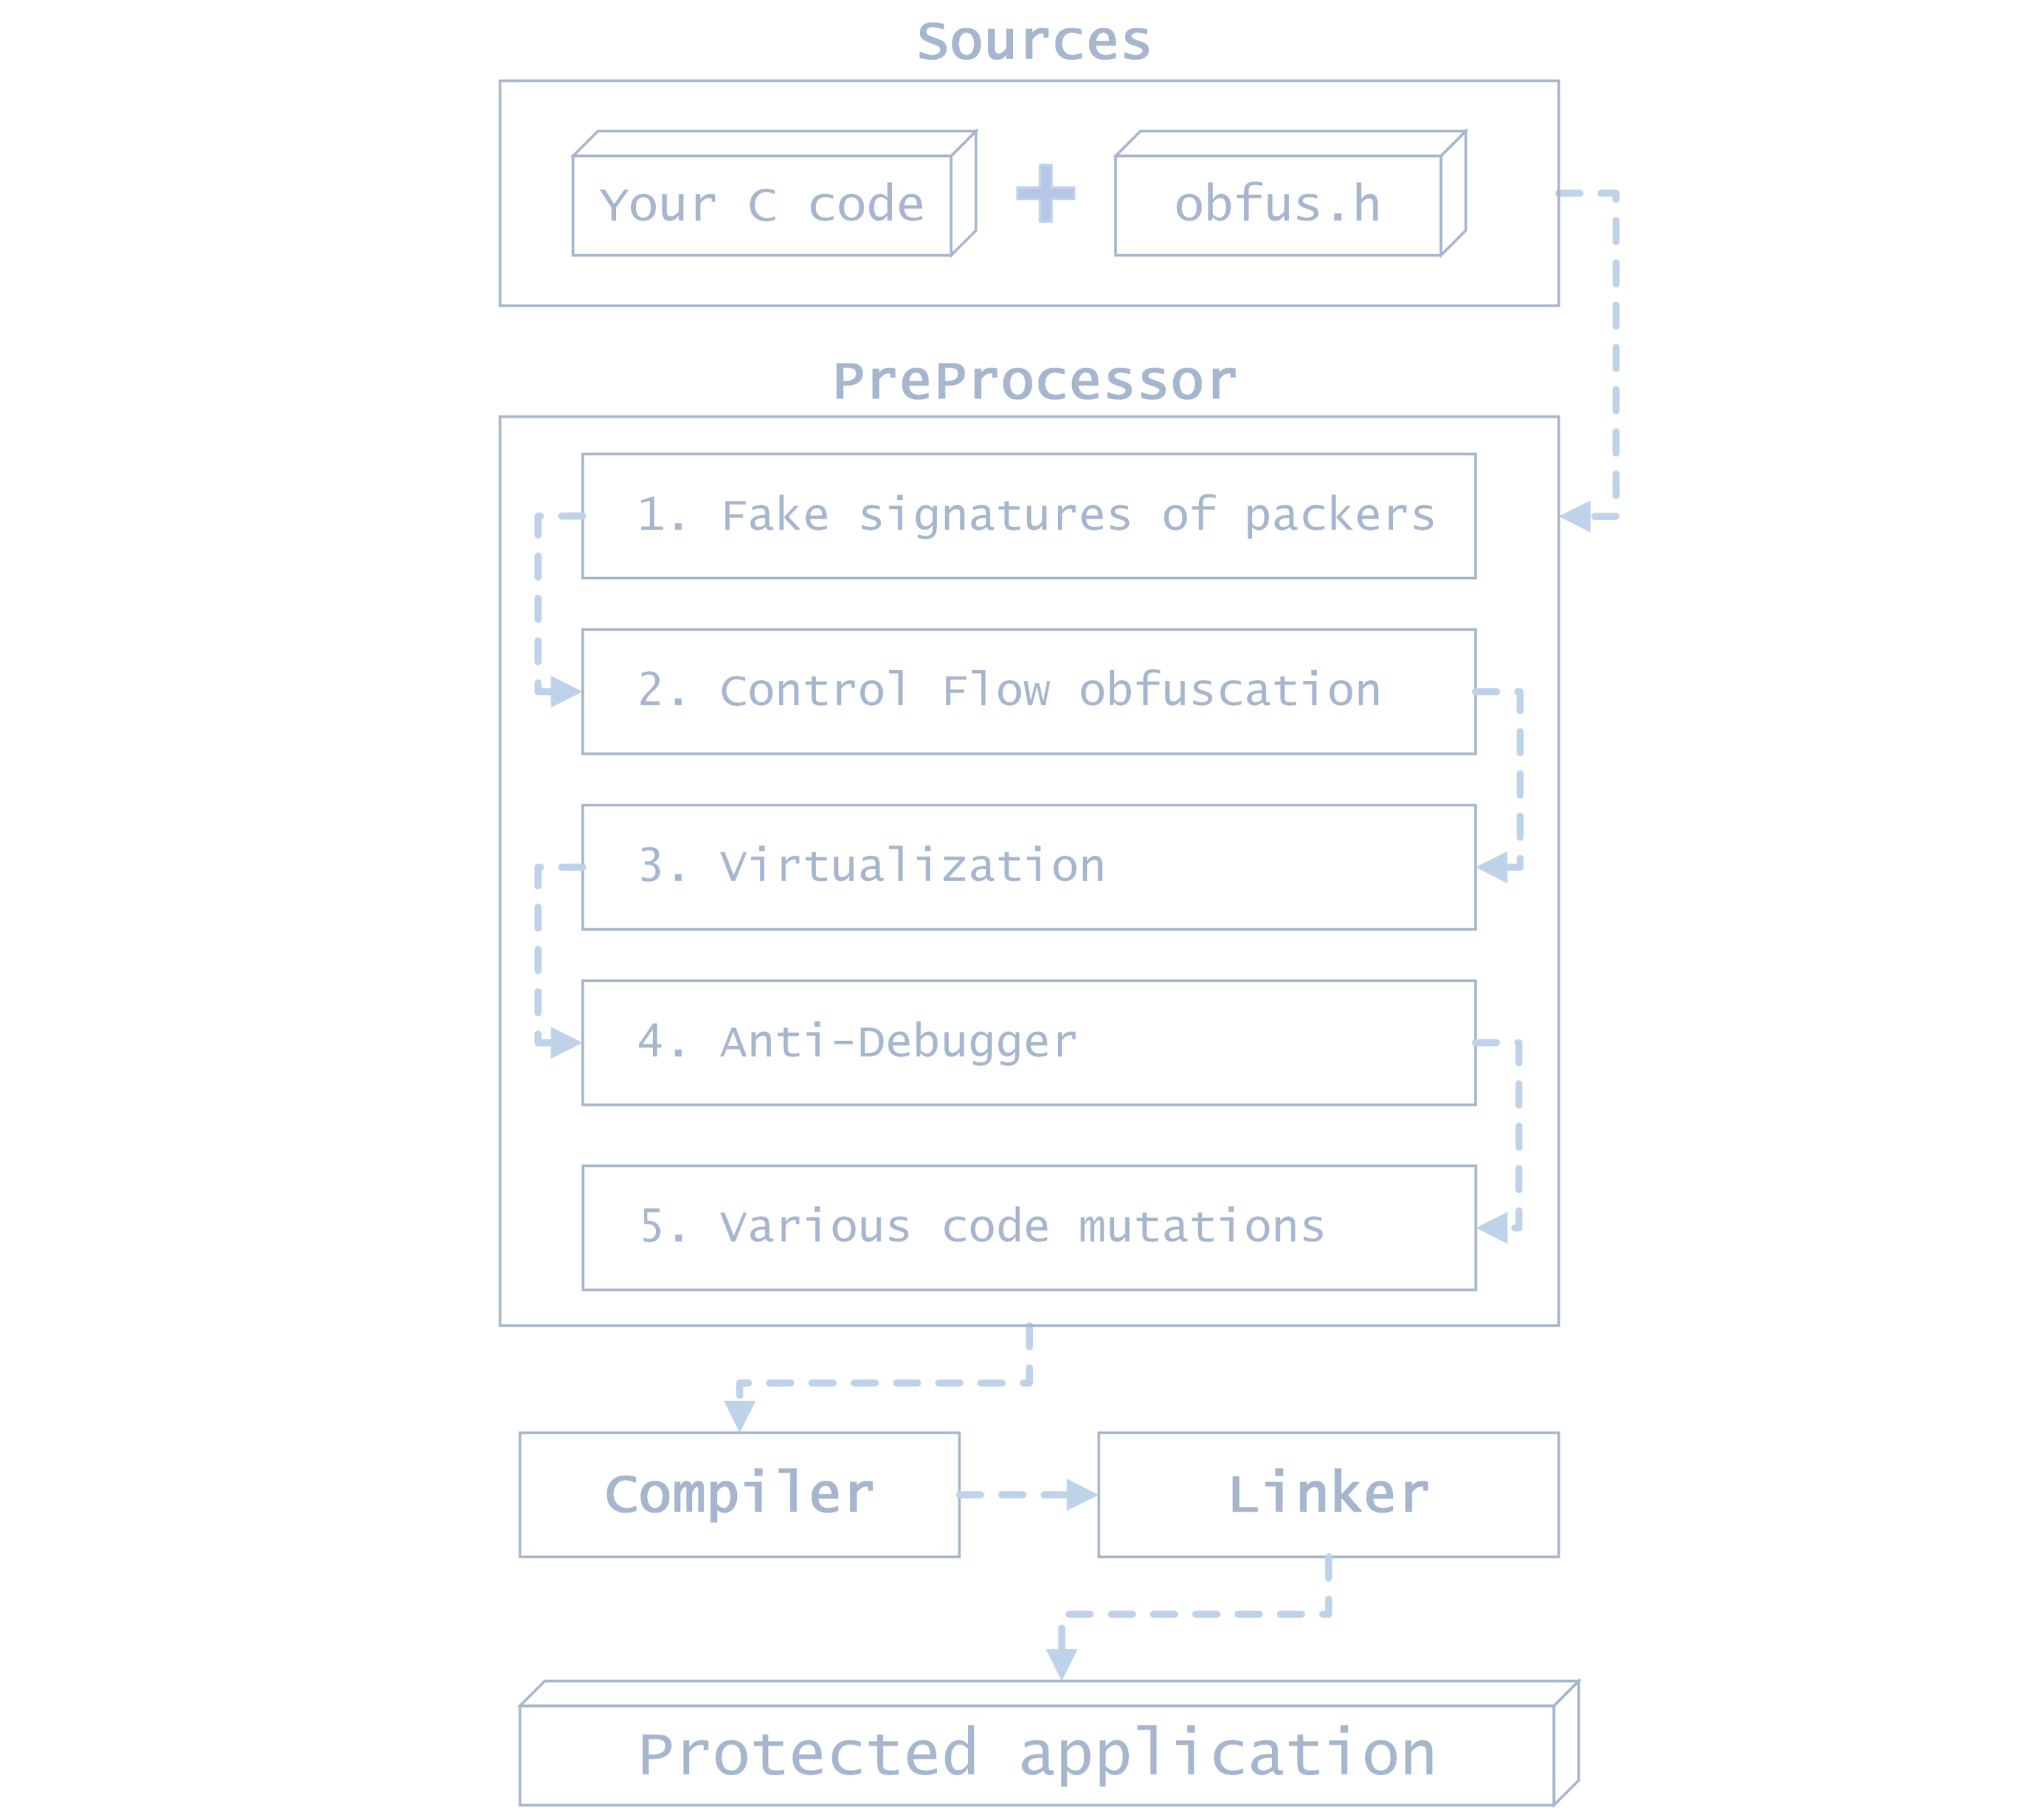 Sources
Your C code
obfus.h
PreProcessor
1. Fake signatures of pckers
2. Control Flow obfuscation
3. Virtualization
4. Anti-Debugger
5. Various code mutations
Compiler
Linker
Protected application